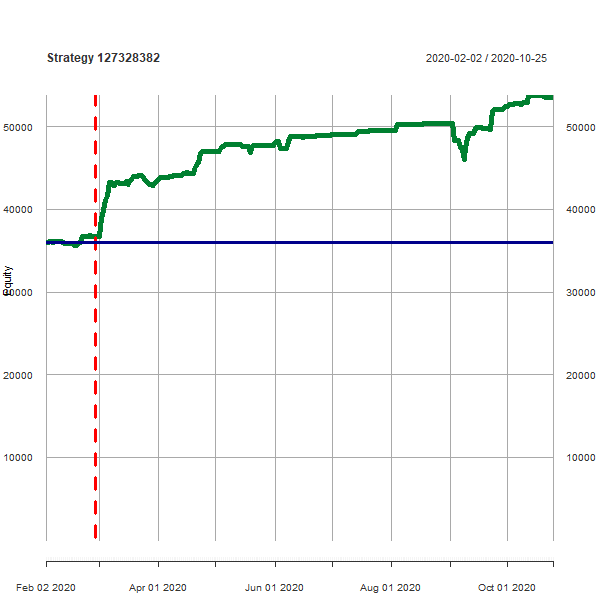 Strategy 127328382
2020-02-02 / 2020-10-25
50000
50000
40000
40000
Equity
30000
30000
20000
20000
10000
10000
Feb 02 2020
Apr 01 2020
Jun 01 2020
Aug 01 2020
Oct 01 2020